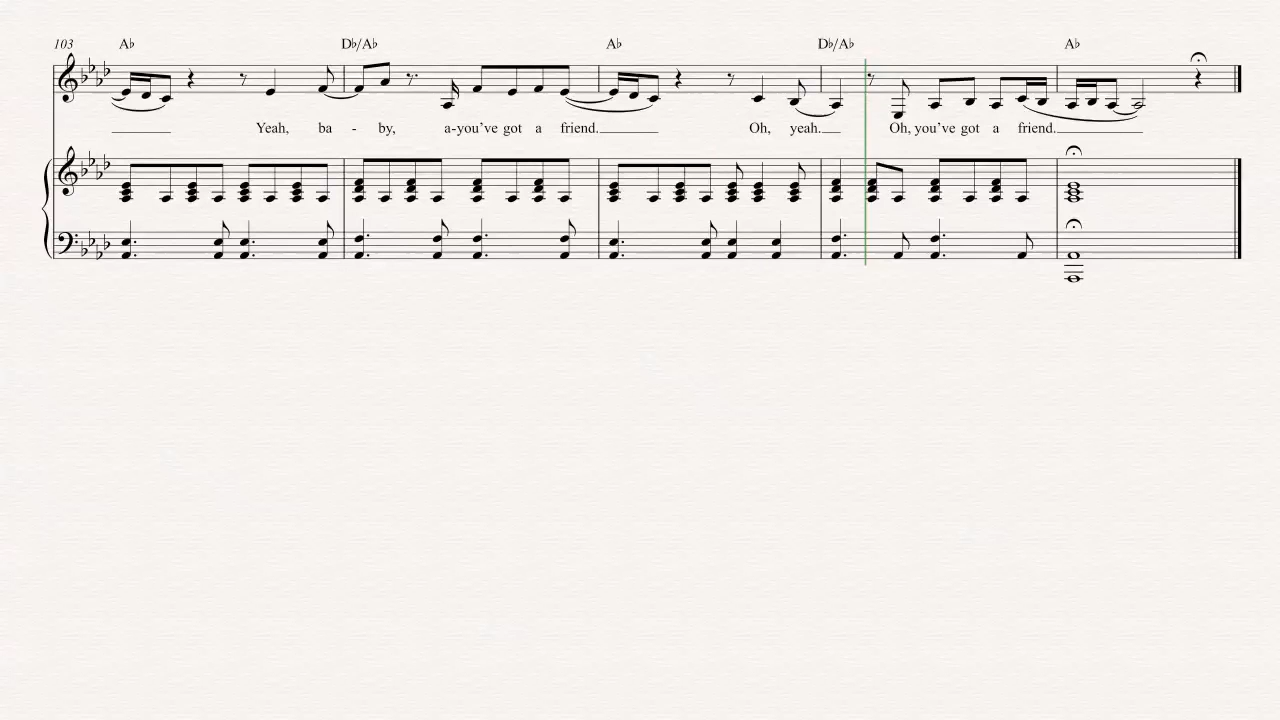 103 A♭ D♭/A♭ A♭ D♭/A♭ A♭
Yeah, ba - by, a-you’ve got a friend. Oh, yeah. Oh, you’ve got a friend.